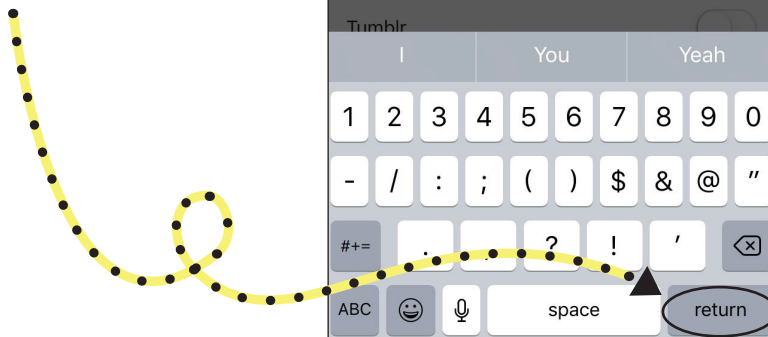 Tumblr
I You Yeah
1 2 3 4 5 6 7 8 9 0
- / : ; ( ) $ & @ "
#+= . , ? ! '
ABC space return